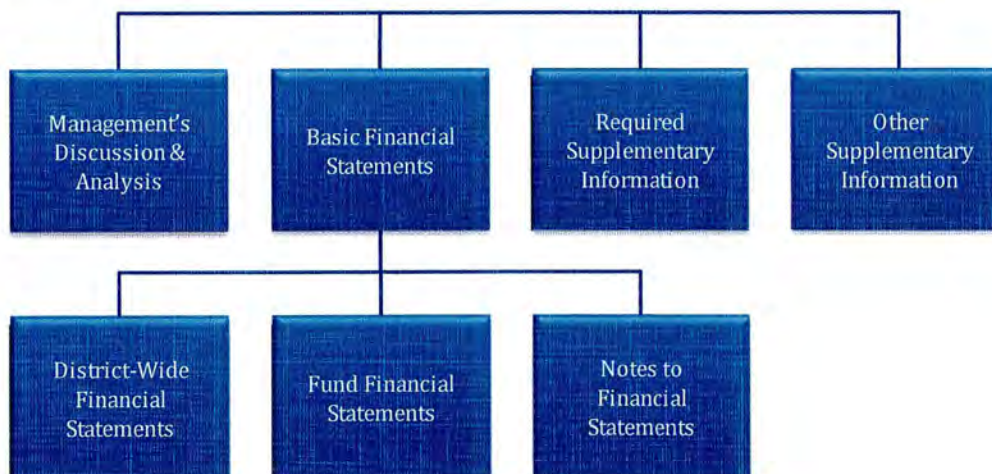 Management's
Discussion &
Analysis
Basic Financial
Statements
Required
Supplementary
Information
Other
Supplementary
Information
District-Wide
Financial
Statements
Fund Financial
Statements
Notes to
Financial
Statements